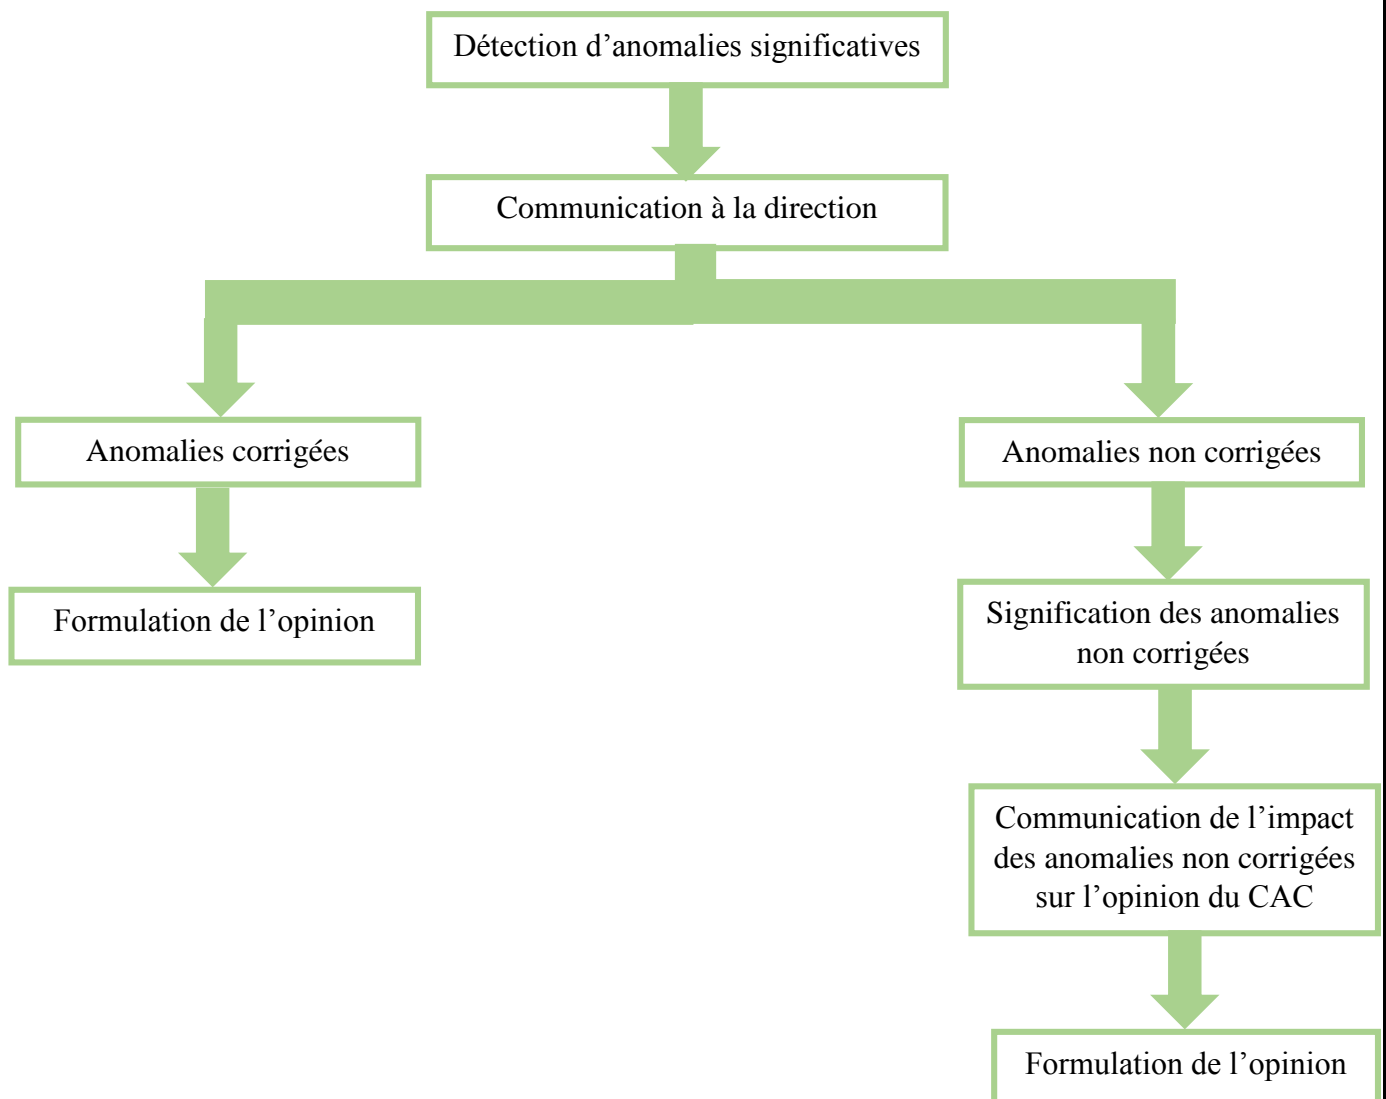 Détection d’anomalies significatives
Communication à la direction
Anomalies corrigées
Anomalies non corrigées
Formulation de l’opinion
Signification des anomalies
non corrigées
Communication de l’impact
des anomalies non corrigées
sur l’opinion du CAC
Formulation de l’opinion